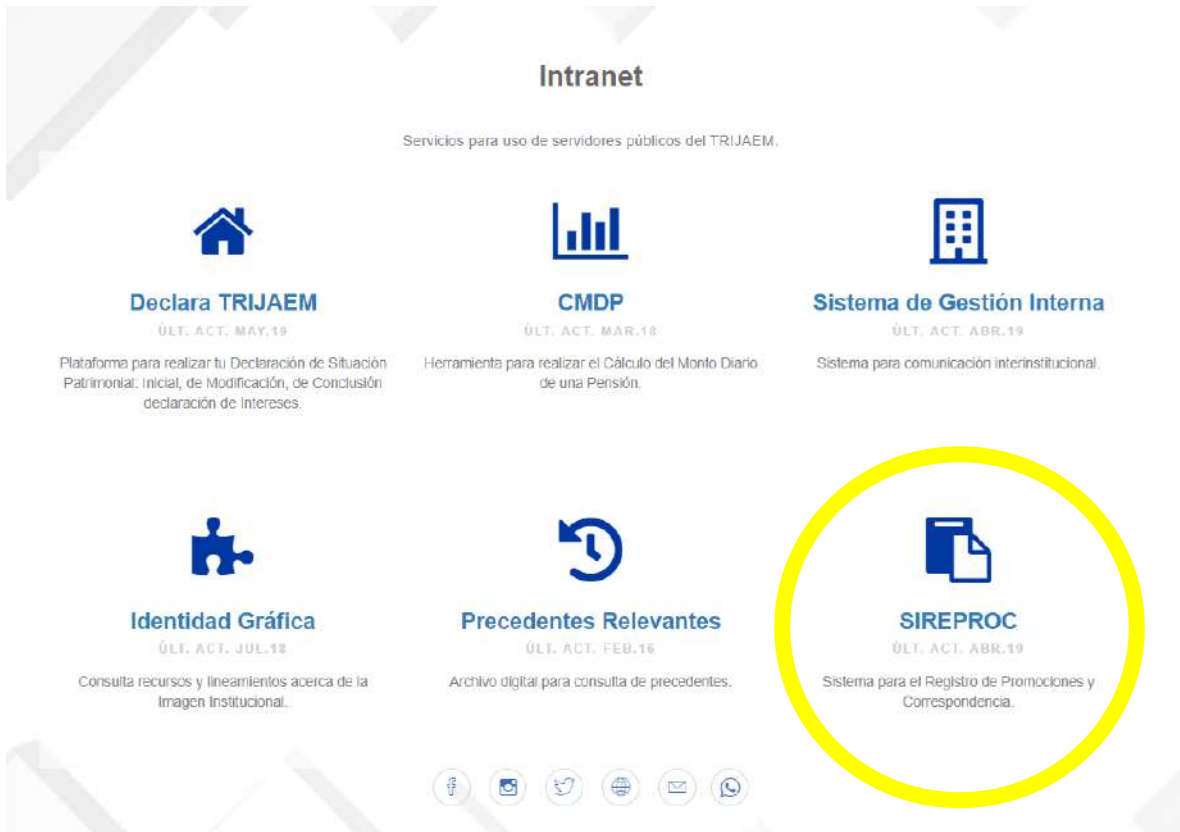 Intranet
Servicios para uso de servidores públicos del TRIJAEM.
Declara TRIJAEM
ÚLT. ACT. MAY.19
Plataforma para realizar tu Declaración de Situación
Patrimonial: Inicial, de Modificación, de Conclusión
declaración de Intereses.
CMDP
ÚLT. ACT. MAR.18
Herramienta para realizar el Cálculo del Monto Diario
de una Pensión.
Sistema de Gestión Interna
ÚLT. ACT. ABR.19
Sistema para comunicación interinstitucional.
Identidad Gráfica
ÚLT. ACT. JUL.18
Consulta recursos y lineamientos acerca de la
Imagen Institucional.
Precedentes Relevantes
ÚLT. ACT. FEB.16
Archivo digital para consulta de precedentes.
SIREPROC
ÚLT. ACT. ABR.19
Sistema para el Registro de Promociones y
Correspondencia.